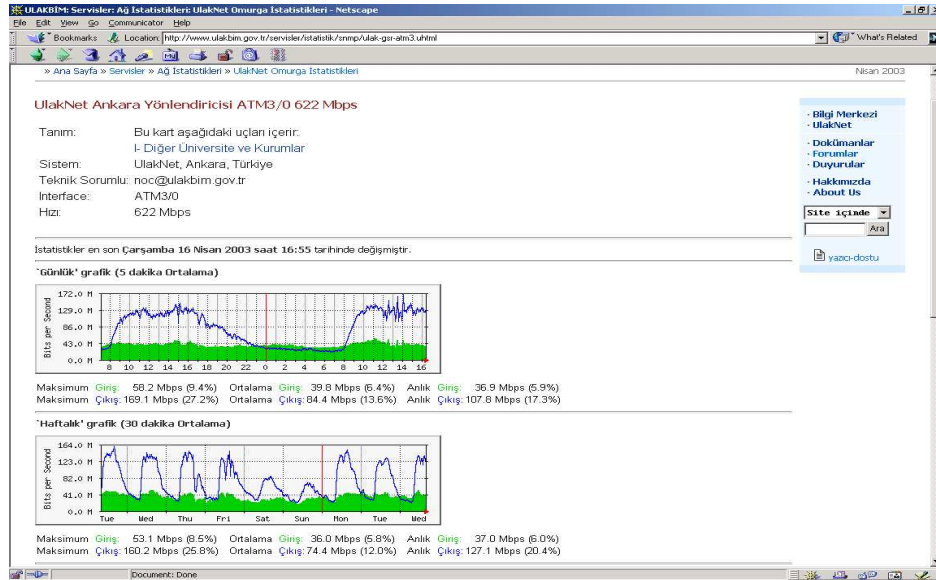 ULAKBİM: Servisler: Ağ İstatistikleri: UlakNet Omurga İstatistikleri - Netscape
File Edit View Go Communicator Help
Bookmarks Location: http://www.ulakbim.gov.tr/servisler/istatistik/snmp/ulak-gsr-atm3.uhtml What's Related
» Ana Sayfa » Servisler » Ağ İstatistikleri » UlakNet Omurga İstatistikleri Nisan 2003
UlakNet Ankara Yönlendiricisi ATM3/0 622 Mbps
Tanım: Bu kart aşağıdaki uçları içerir:
I- Diğer Üniversite ve Kurumlar
Sistem: UlakNet, Ankara, Türkiye
Teknik Sorumlu: noc@ulakbim.gov.tr
Interface: ATM3/0
Hızı: 622 Mbps
· Bilgi Merkezi
· UlakNet
· Dokümanlar
· Forumlar
· Duyurular
· Hakkımızda
· About Us
Site içinde
Ara
yazıcı-dostu
İstatistikler en son Çarşamba 16 Nisan 2003 saat 16:55 tarihinde değişmiştir.
`Günlük' grafik (5 dakika Ortalama)
Bits per Second
172.0 M
129.0 M
86.0 M
43.0 M
0.0 M
8 10 12 14 16 18 20 22 0 2 4 6 8 10 12 14 16
Maksimum Giriş: 58.2 Mbps (9.4%) Ortalama Giriş: 39.8 Mbps (6.4%) Anlık Giriş: 36.9 Mbps (5.9%)
Maksimum Çıkış: 169.1 Mbps (27.2%) Ortalama Çıkış: 84.4 Mbps (13.6%) Anlık Çıkış: 107.8 Mbps (17.3%)
`Haftalık' grafik (30 dakika Ortalama)
Bits per Second
164.0 M
123.0 M
82.0 M
41.0 M
0.0 M
Tue Wed Thu Fri Sat Sun Mon Tue Wed
Maksimum Giriş: 53.1 Mbps (8.5%) Ortalama Giriş: 36.0 Mbps (5.8%) Anlık Giriş: 37.0 Mbps (6.0%)
Maksimum Çıkış: 160.2 Mbps (25.8%) Ortalama Çıkış: 74.4 Mbps (12.0%) Anlık Çıkış: 127.1 Mbps (20.4%)
Document: Done